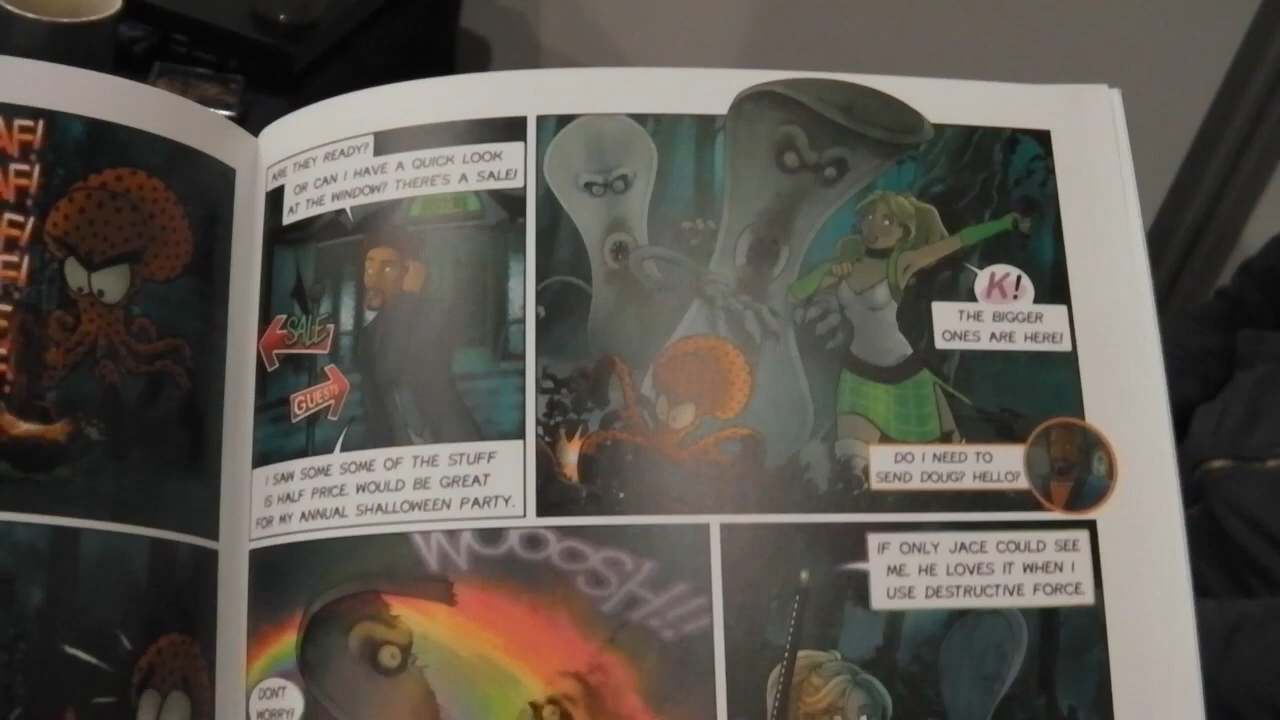 AF!
AF!
ARE THEY READY?
OR CAN I HAVE A QUICK LOOK
AT THE WINDOW? THERE'S A SALE!
SALE
GUESTS
I SAW SOME SOME OF THE STUFF
IS HALF PRICE. WOULD BE GREAT
FOR MY ANNUAL SHALLOWEEN PARTY.
K!
THE BIGGER
ONES ARE HERE!
DO I NEED TO
SEND DOUG? HELLO?
WOOOSH!!
DON'T
WORRY!
IF ONLY JACE COULD SEE
ME. HE LOVES IT WHEN I
USE DESTRUCTIVE FORCE.